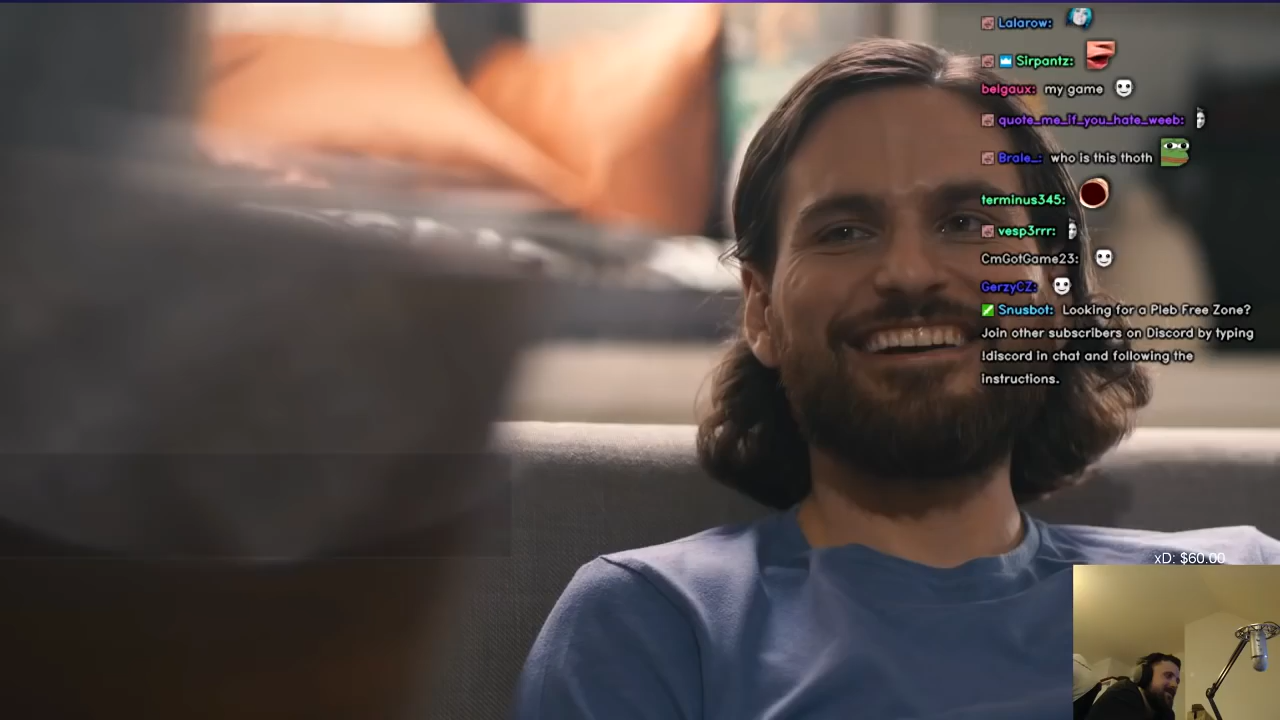 Lalarow:
Sirpantz:
belgaux: my game
quote_me_if_you_hate_weeb:
Brale_: who is this thoth
terminus345:
vesp3rrr:
CmGotGame23:
GerzyCZ:
Snusbot: Looking for a Pleb Free Zone?
Join other subscribers on Discord by typing
!discord in chat and following the
instructions.
xD: $60.00